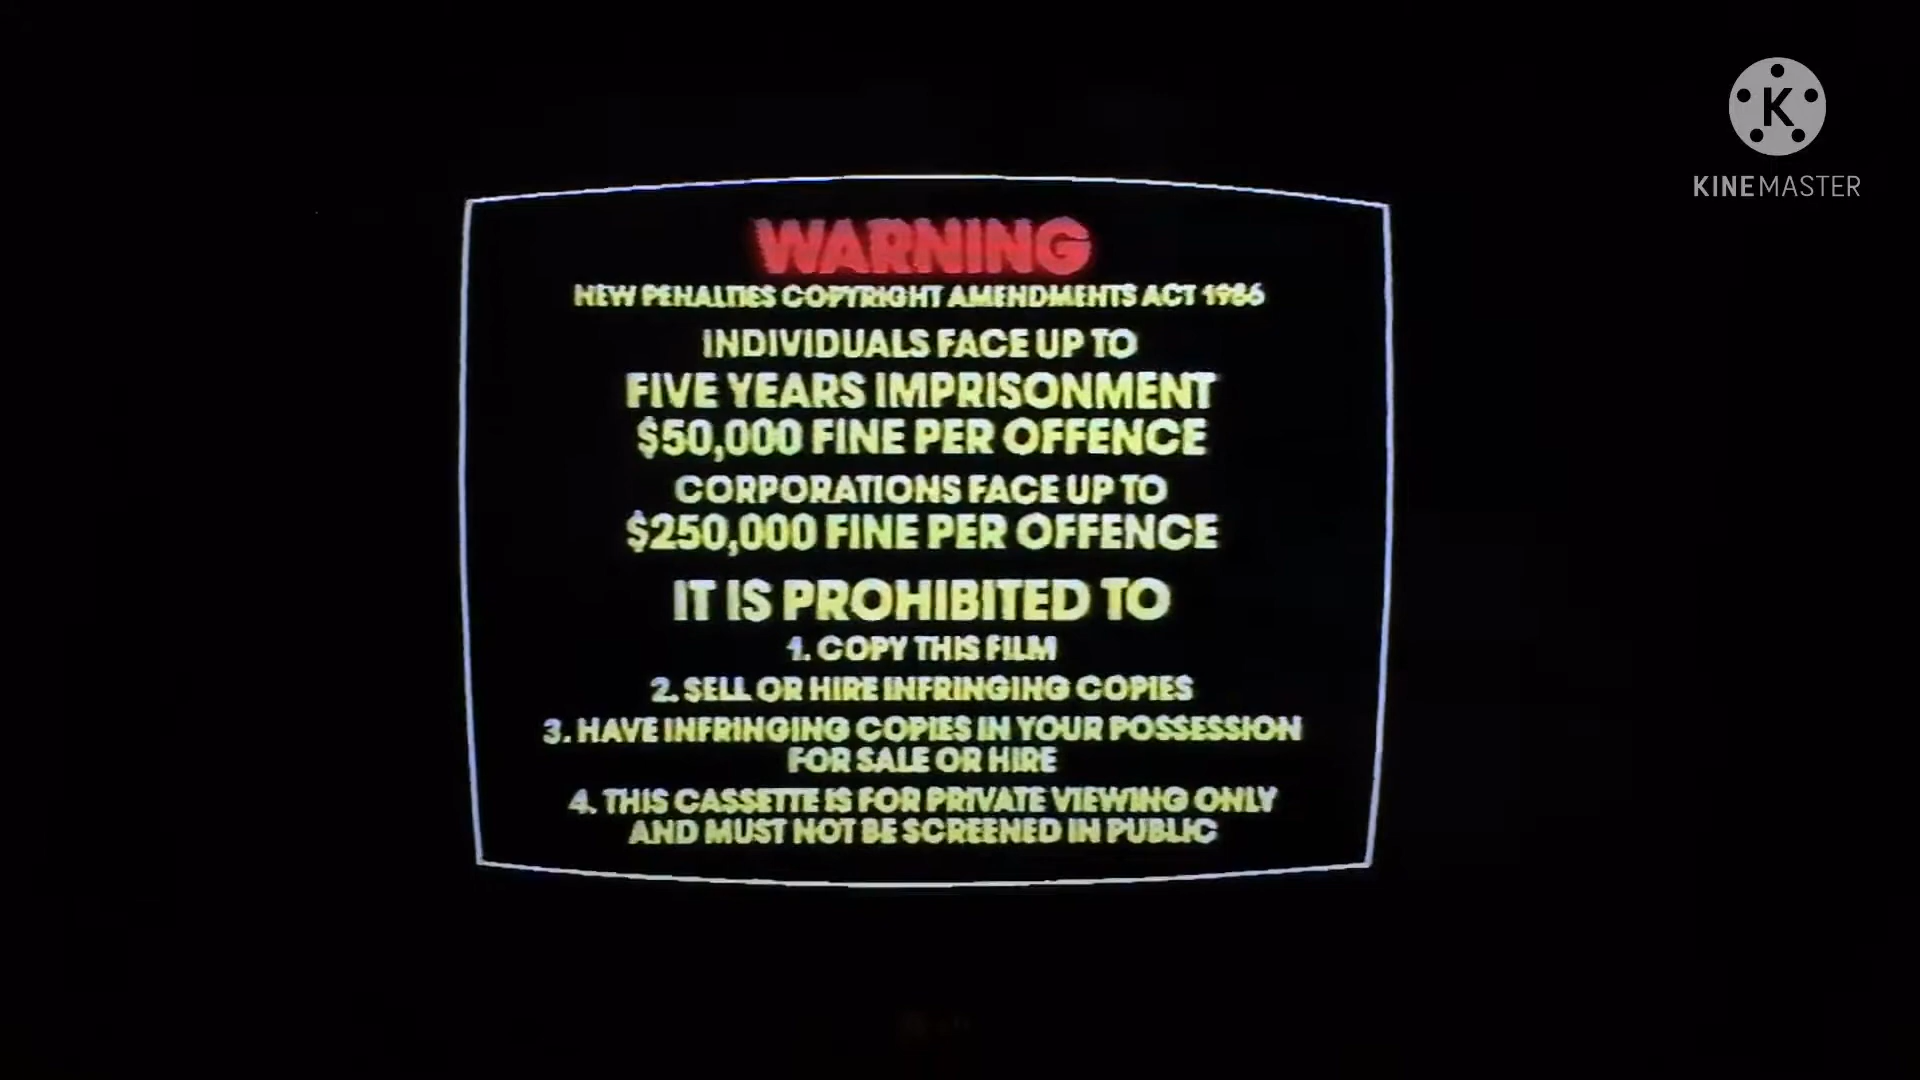 K
KINEMASTER
WARNING
NEW PENALTIES COPYRIGHT AMENDMENTS ACT 1986
INDIVIDUALS FACE UP TO
FIVE YEARS IMPRISONMENT
$50,000 FINE PER OFFENCE
CORPORATIONS FACE UP TO
$250,000 FINE PER OFFENCE
IT IS PROHIBITED TO
1. COPY THIS FILM
2. SELL OR HIRE INFRINGING COPIES
3. HAVE INFRINGING COPIES IN YOUR POSSESSION
FOR SALE OR HIRE
4. THIS CASSETTE IS FOR PRIVATE VIEWING ONLY
AND MUST NOT BE SCREENED IN PUBLIC